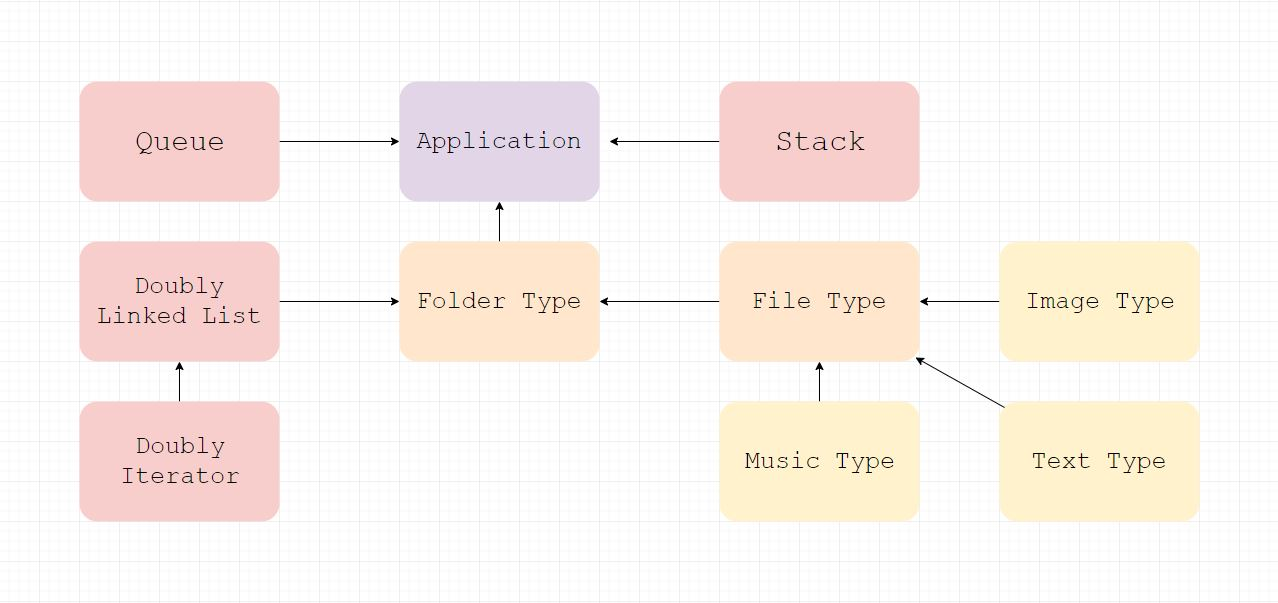 Queue
Application
Stack
Doubly
Linked List
Folder Type
File Type
Image Type
Doubly
Iterator
Music Type
Text Type